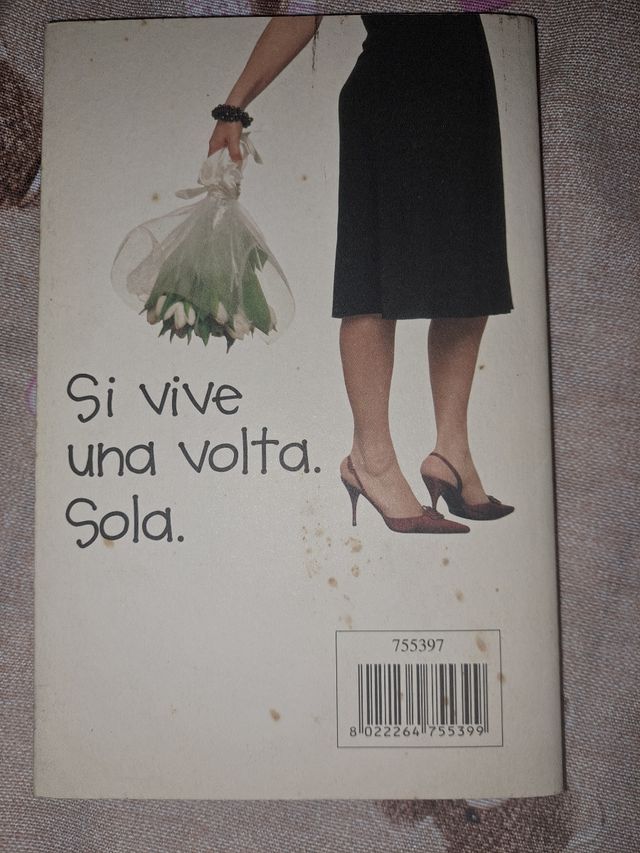 Si vive
una volta.
Sola.
755397
8 022264 755399